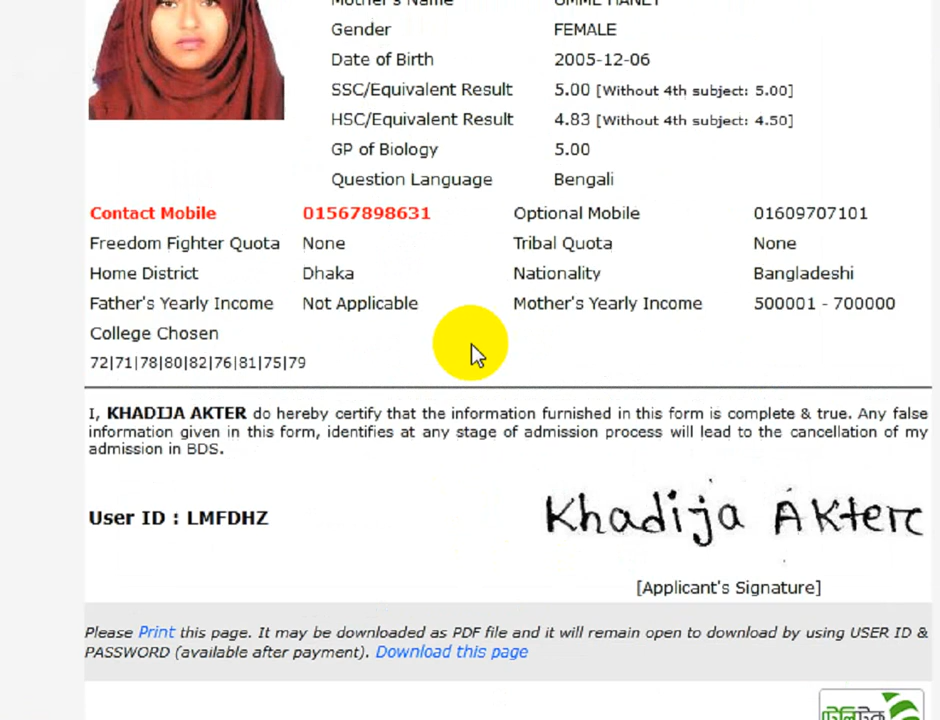 Mother's Name UMME HANEY
Gender FEMALE
Date of Birth 2005-12-06
SSC/Equivalent Result 5.00 [Without 4th subject: 5.00]
HSC/Equivalent Result 4.83 [Without 4th subject: 4.50]
GP of Biology 5.00
Question Language Bengali
Contact Mobile 01567898631 Optional Mobile 01609707101
Freedom Fighter Quota None Tribal Quota None
Home District Dhaka Nationality Bangladeshi
Father's Yearly Income Not Applicable Mother's Yearly Income 500001 - 700000
College Chosen
72|71|78|80|82|76|81|75|79
I, KHADIJA AKTER do hereby certify that the information furnished in this form is complete & true. Any false
information given in this form, identifies at any stage of admission process will lead to the cancellation of my
admission in BDS.
User ID : LMFDHZ
Khadija Akter
[Applicant's Signature]
Please Print this page. It may be downloaded as PDF file and it will remain open to download by using USER ID &
PASSWORD (available after payment). Download this page
টেলিটক